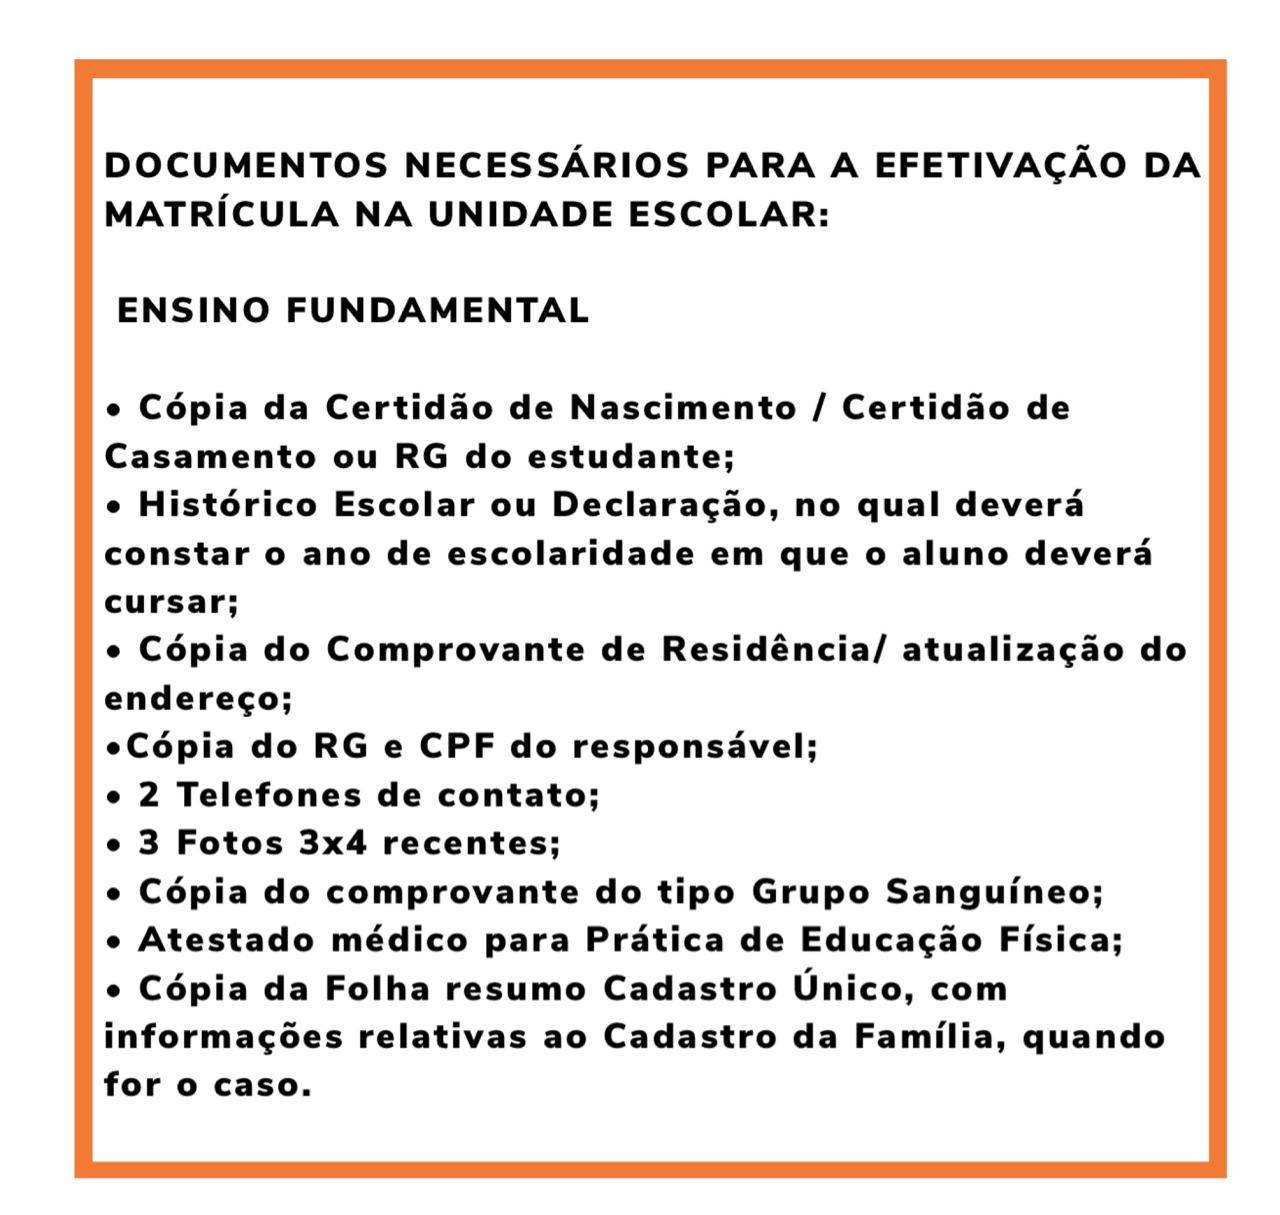 DOCUMENTOS NECESSÁRIOS PARA A EFETIVAÇÃO DA
MATRÍCULA NA UNIDADE ESCOLAR:
ENSINO FUNDAMENTAL
• Cópia da Certidão de Nascimento / Certidão de
Casamento ou RG do estudante;
• Histórico Escolar ou Declaração, no qual deverá
constar o ano de escolaridade em que o aluno deverá
cursar;
• Cópia do Comprovante de Residência/ atualização do
endereço;
•Cópia do RG e CPF do responsável;
• 2 Telefones de contato;
• 3 Fotos 3x4 recentes;
• Cópia do comprovante do tipo Grupo Sanguíneo;
• Atestado médico para Prática de Educação Física;
• Cópia da Folha resumo Cadastro Único, com
informações relativas ao Cadastro da Família, quando
for o caso.